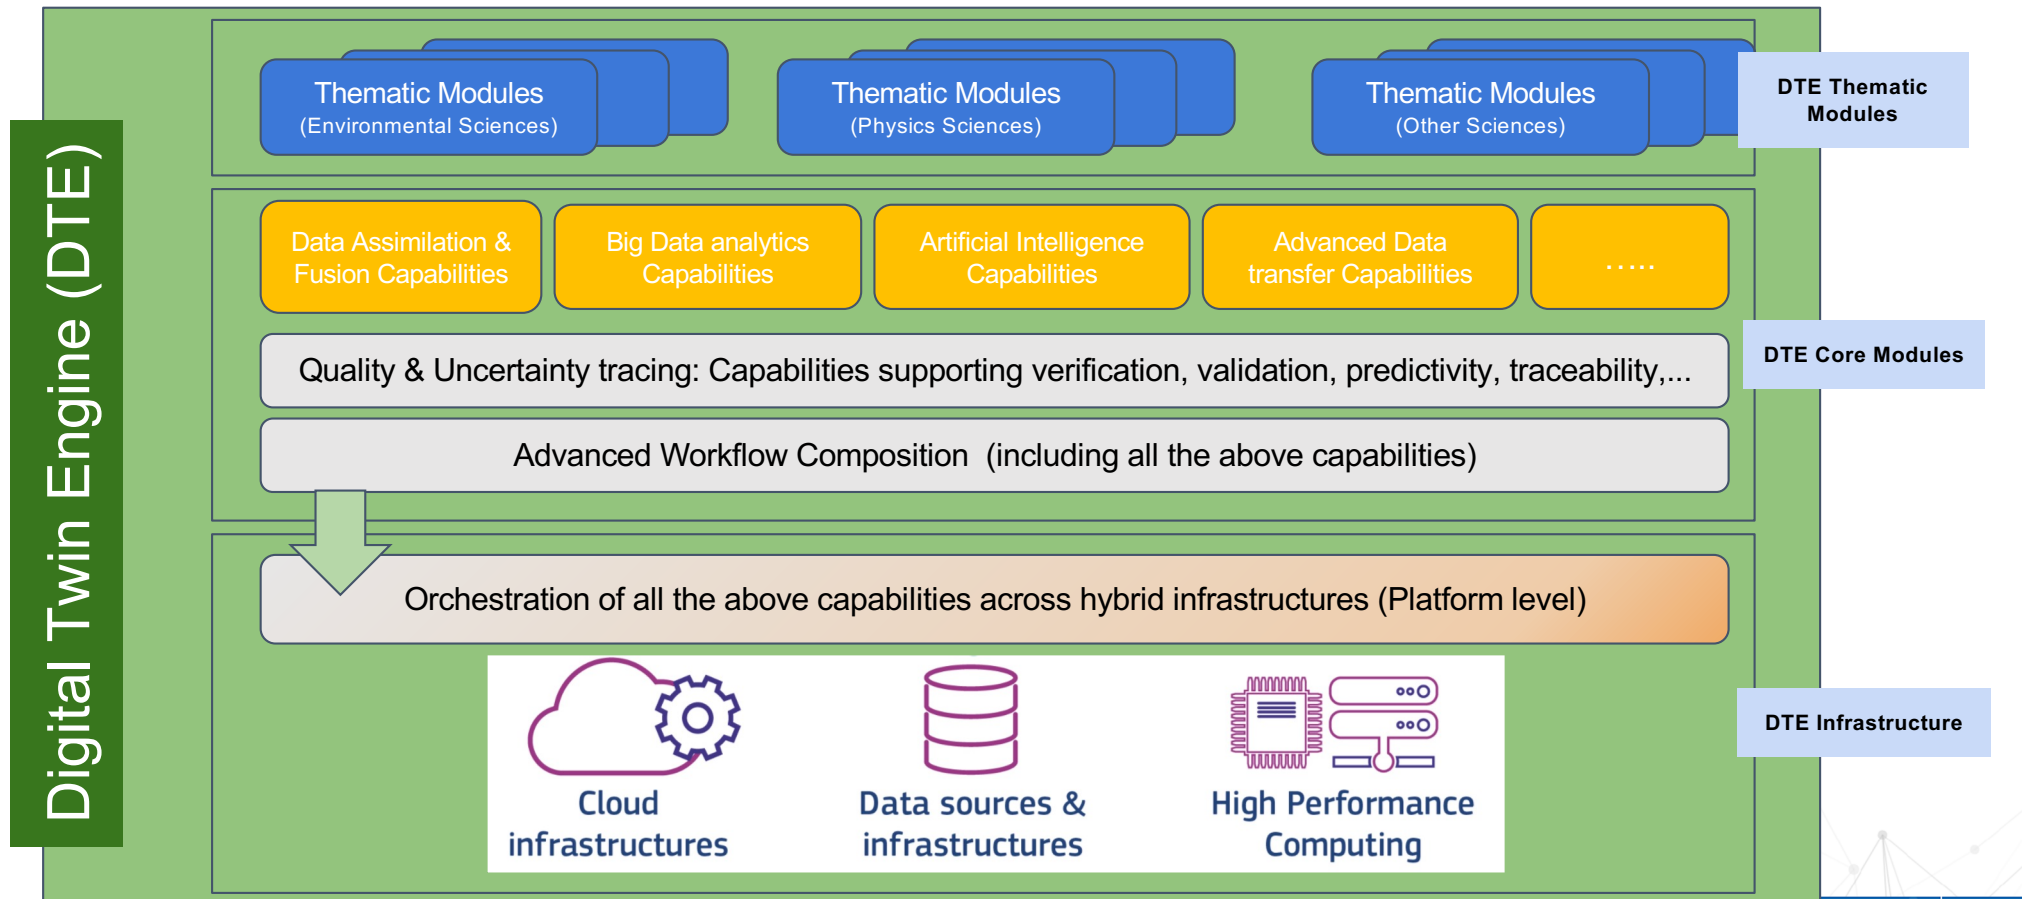 Digital Twin Engine (DTE)
Thematic Modules
(Environmental Sciences)
Thematic Modules
(Physics Sciences)
Thematic Modules
(Other Sciences)
DTE Thematic
Modules
Data Assimilation &
Fusion Capabilities
Big Data analytics
Capabilities
Artificial Intelligence
Capabilities
Advanced Data
transfer Capabilities
.....
Quality & Uncertainty tracing: Capabilities supporting verification, validation, predictivity, traceability,...
DTE Core Modules
Advanced Workflow Composition (including all the above capabilities)
Orchestration of all the above capabilities across hybrid infrastructures (Platform level)
Cloud
infrastructures
Data sources &
infrastructures
High Performance
Computing
DTE Infrastructure